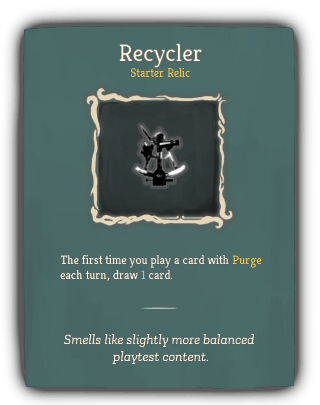 Recycler
Starter Relic
The first time you play a card with Purge
each turn, draw 1 card.
Smells like slightly more balanced
playtest content.